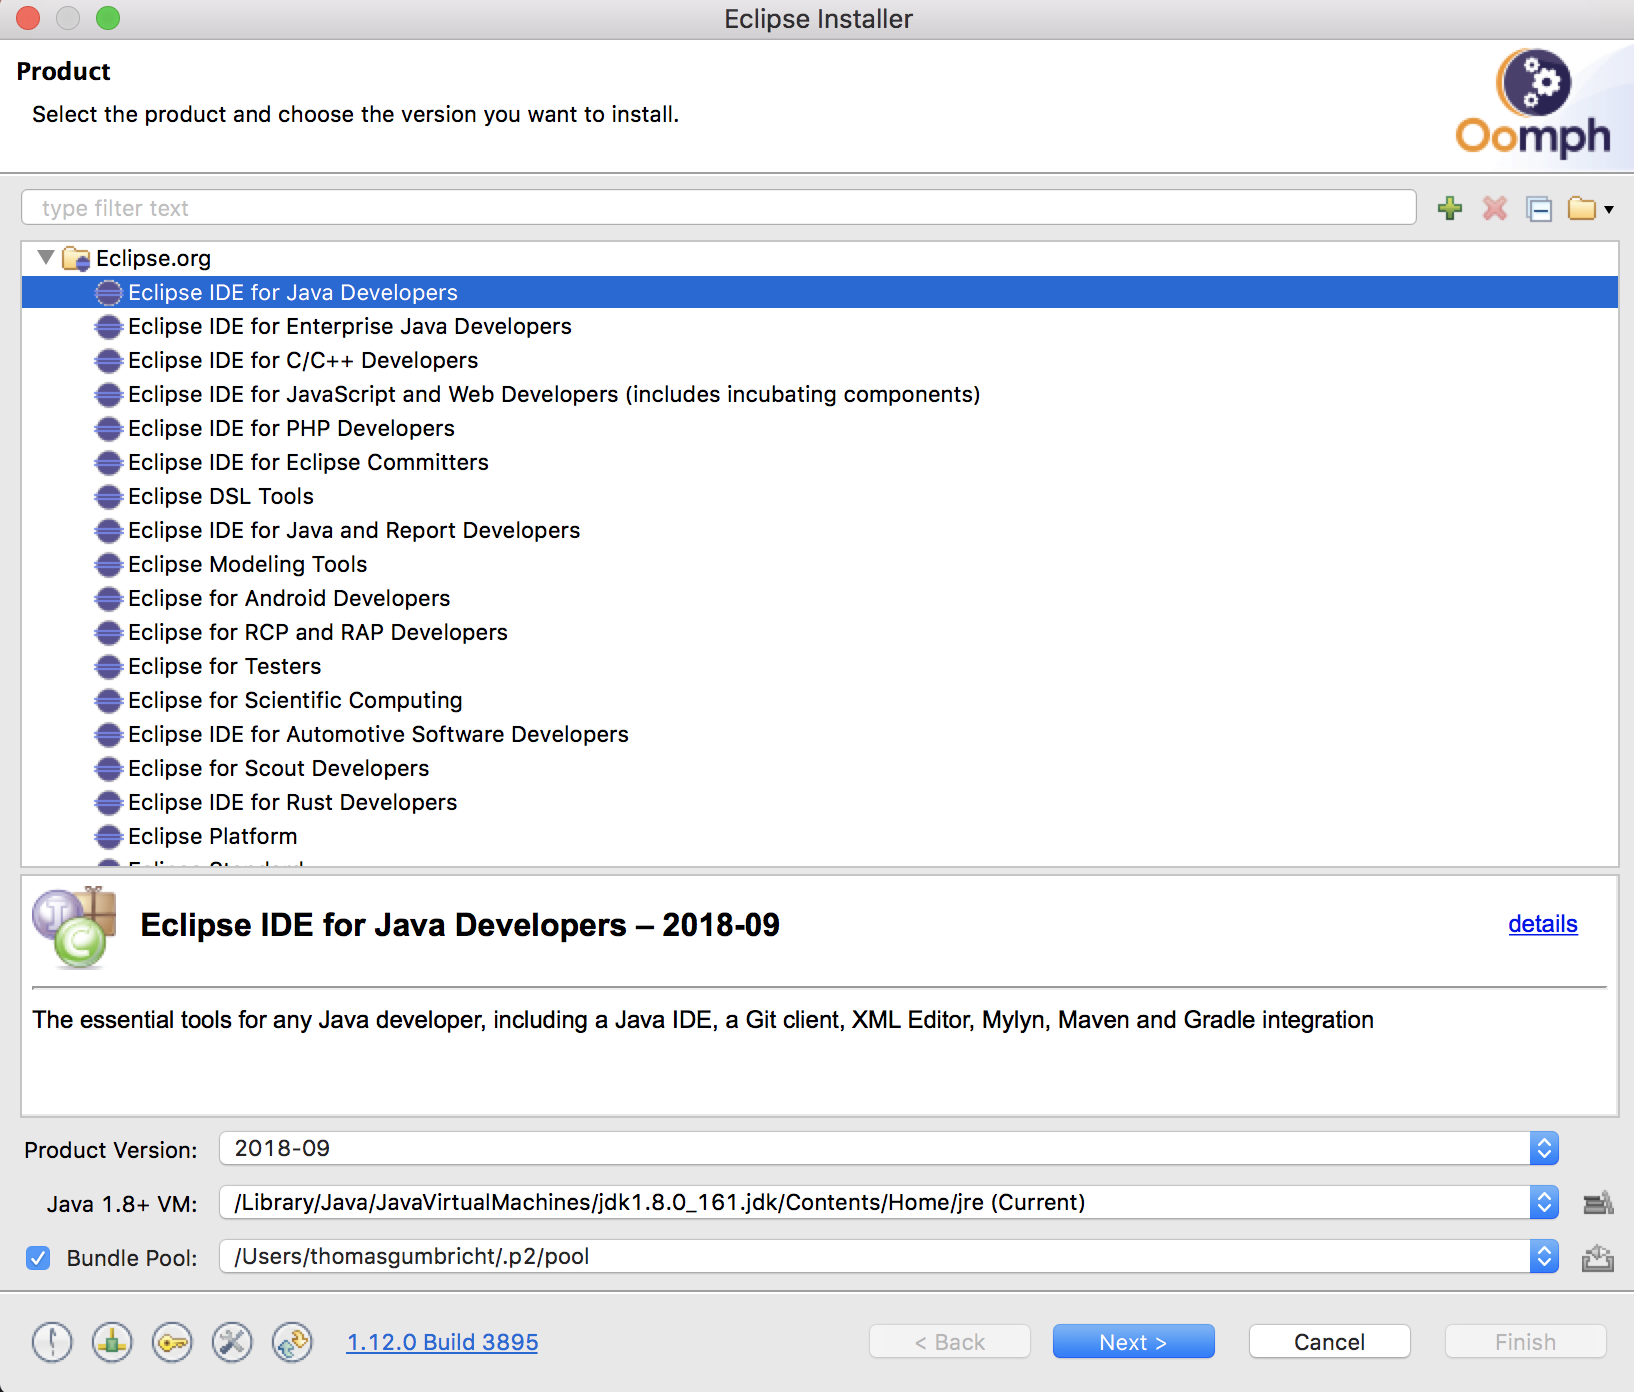 Eclipse Installer
Product
Select the product and choose the version you want to install.
Oomph
type filter text
Eclipse.org
Eclipse IDE for Java Developers
Eclipse IDE for Enterprise Java Developers
Eclipse IDE for C/C++ Developers
Eclipse IDE for JavaScript and Web Developers (includes incubating components)
Eclipse IDE for PHP Developers
Eclipse IDE for Eclipse Committers
Eclipse DSL Tools
Eclipse IDE for Java and Report Developers
Eclipse Modeling Tools
Eclipse for Android Developers
Eclipse for RCP and RAP Developers
Eclipse for Testers
Eclipse for Scientific Computing
Eclipse IDE for Automotive Software Developers
Eclipse for Scout Developers
Eclipse IDE for Rust Developers
Eclipse Platform
Eclipse IDE for Java Developers – 2018-09
details
The essential tools for any Java developer, including a Java IDE, a Git client, XML Editor, Mylyn, Maven and Gradle integration
Product Version: 2018-09
Java 1.8+ VM: /Library/Java/JavaVirtualMachines/jdk1.8.0_161.jdk/Contents/Home/jre (Current)
Bundle Pool: /Users/thomasgumbricht/.p2/pool
1.12.0 Build 3895
< Back
Next >
Cancel
Finish